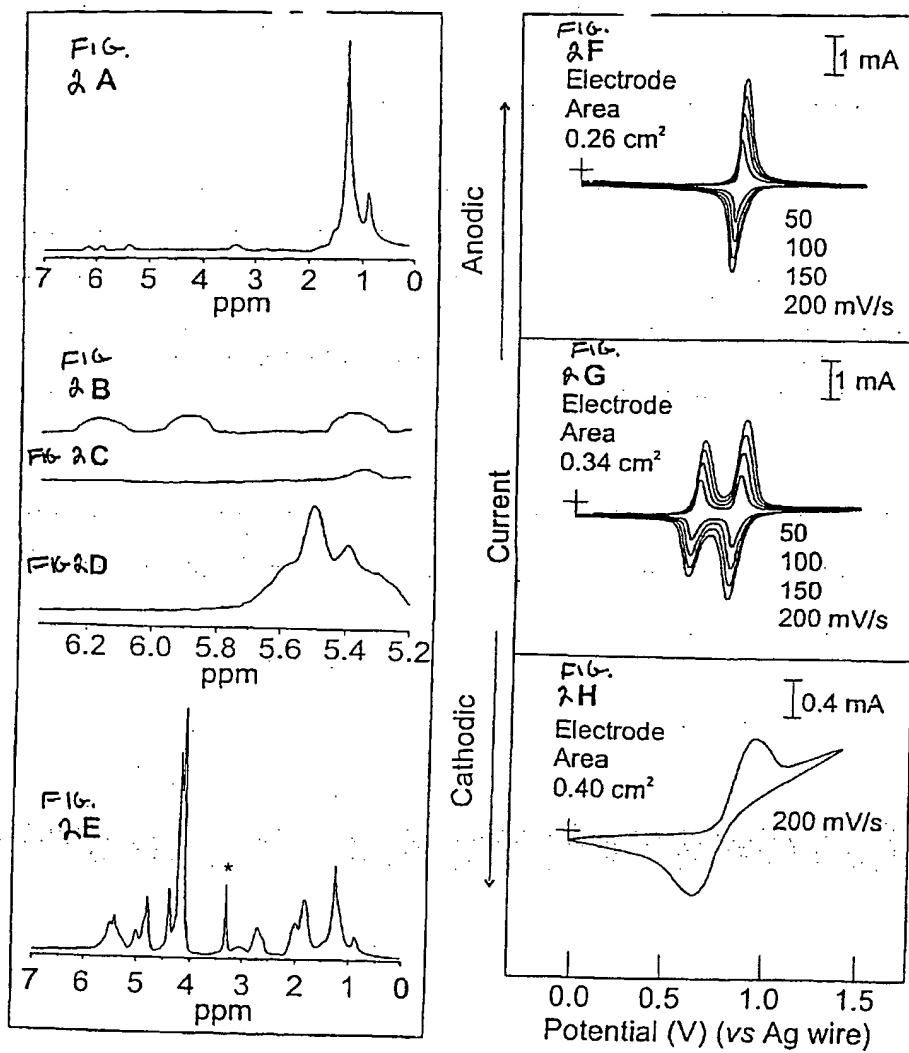 FIG.
2A
7 6 5 4 3 2 1 0
ppm
FIG
2B
FIG 2C
FIG 2D
6.2 6.0 5.8 5.6 5.4 5.2
ppm
FIG.
2E
*
7 6 5 4 3 2 1 0
ppm
Anodic
Current
Cathodic
FIG.
2F
1 mA
Electrode
Area
0.26 cm²
50
100
150
200 mV/s
FIG.
2G
1 mA
Electrode
Area
0.34 cm²
50
100
150
200 mV/s
FIG.
2H
0.4 mA
Electrode
Area
0.40 cm²
200 mV/s
0.0 0.5 1.0 1.5
Potential (V) (vs Ag wire)